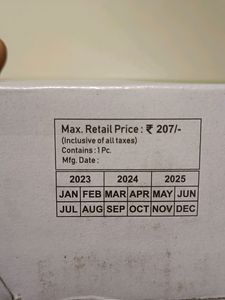 Max. Retail Price : ₹ 207/-
(Inclusive of all taxes)
Contains : 1 Pc.
Mfg. Date :
2023 2024 2025
JAN FEB MAR APR MAY JUN
JUL AUG SEP OCT NOV DEC